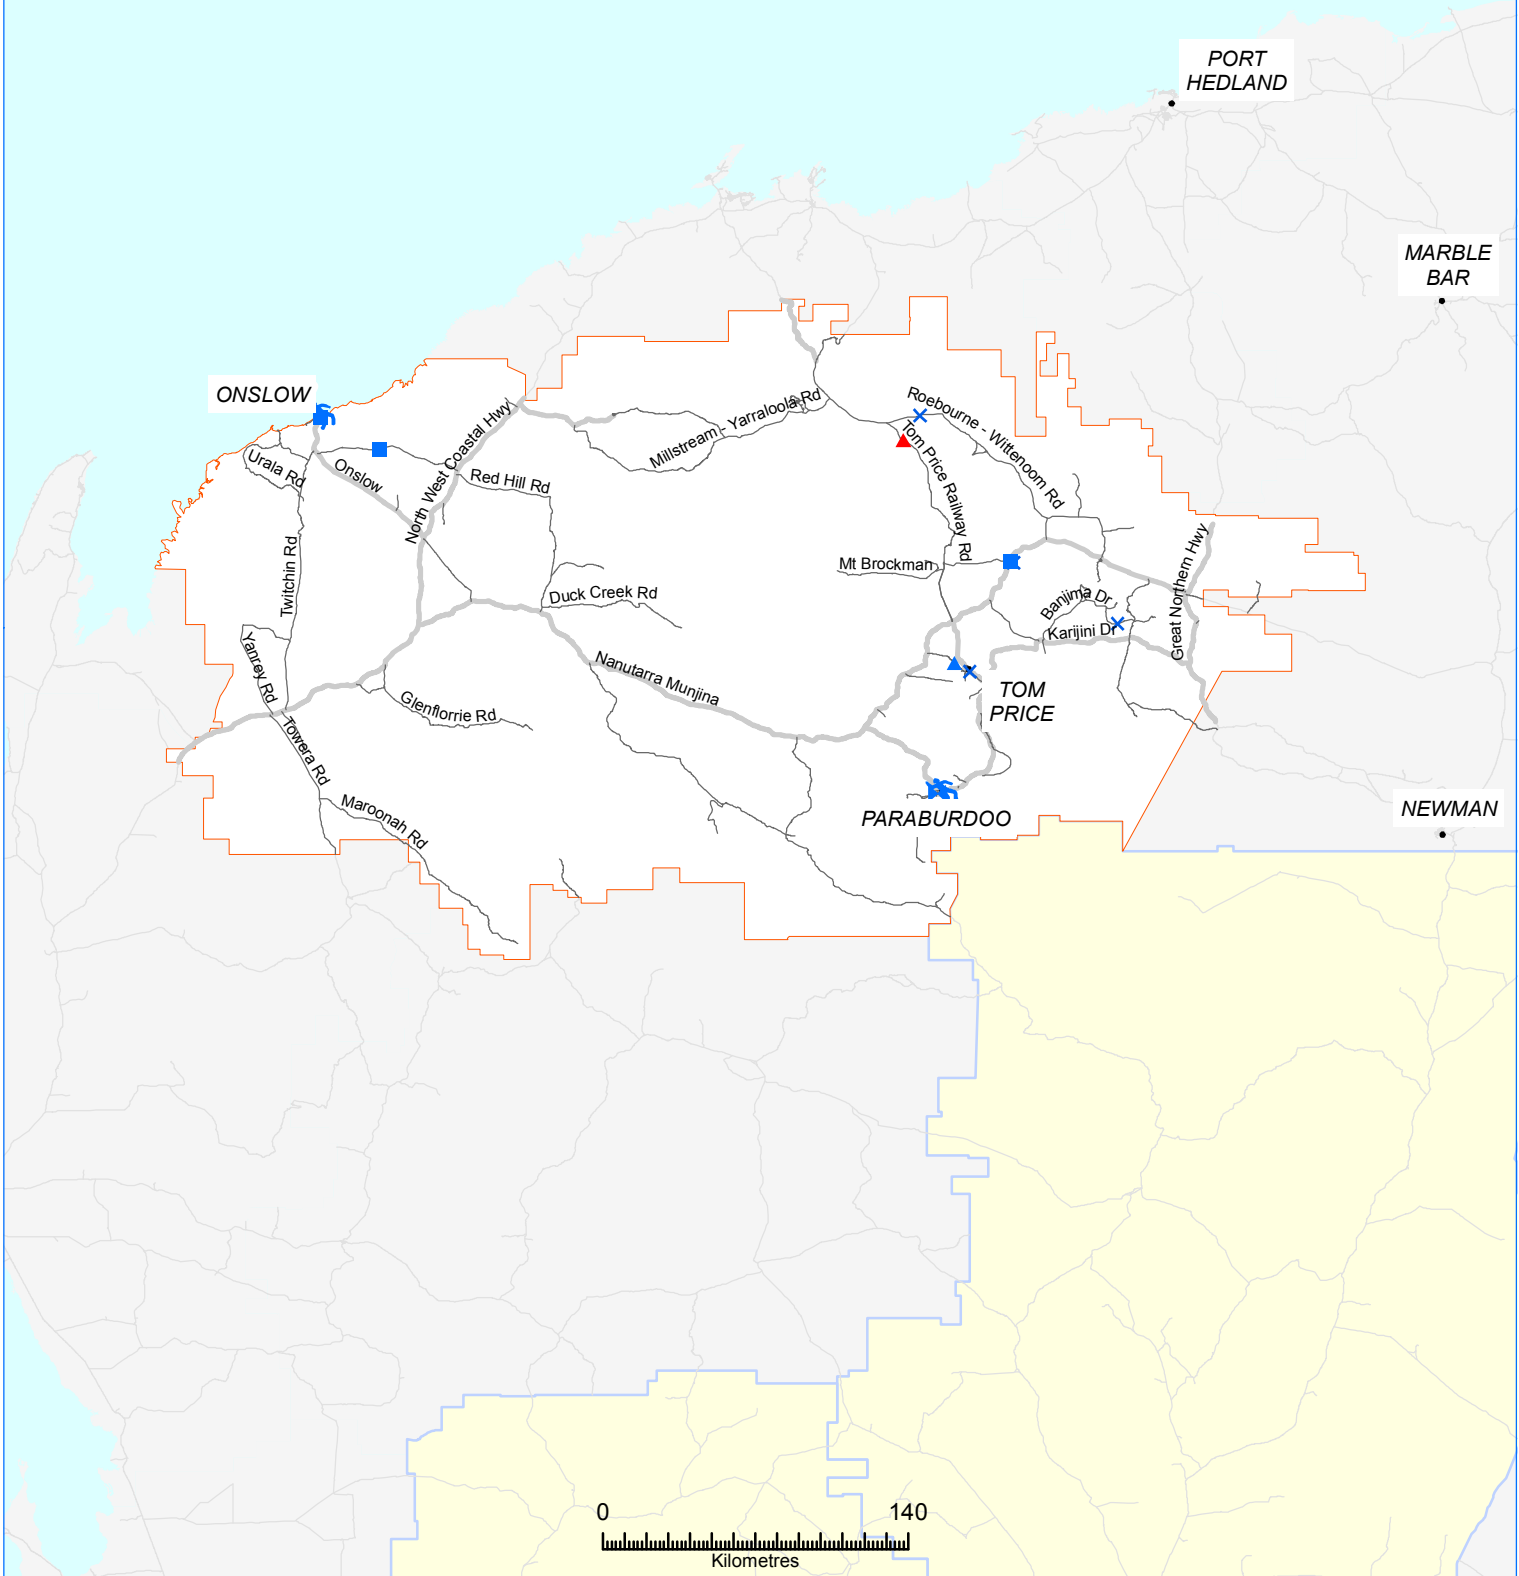 PORT
HEDLAND
MARBLE
BAR
ONSLOW
Roebourne - Wittenoom Rd
Millstream - Yarraloola Rd
North West Coastal Hwy
Tom Price Railway Rd
Urala Rd
Onslow
Red Hill Rd
Twitchin Rd
Mt Brockman
Great Northern Hwy
Duck Creek Rd
Banjima Dr
Karijini Dr
Yanrey Rd
Nanutarra Munjina
TOM
PRICE
Glenflorrie Rd
Towera Rd
Maroonah Rd
PARABURDOO
NEWMAN
0 140
Kilometres